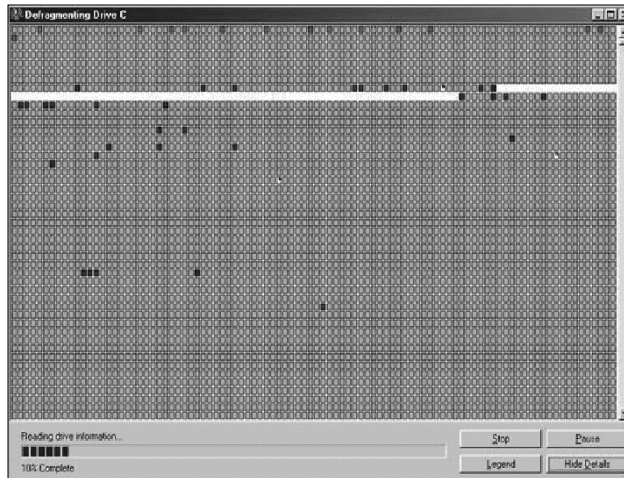 Defragmenting Drive C
Reading drive information...
10% Complete
Stop
Pause
Legend
Hide Details